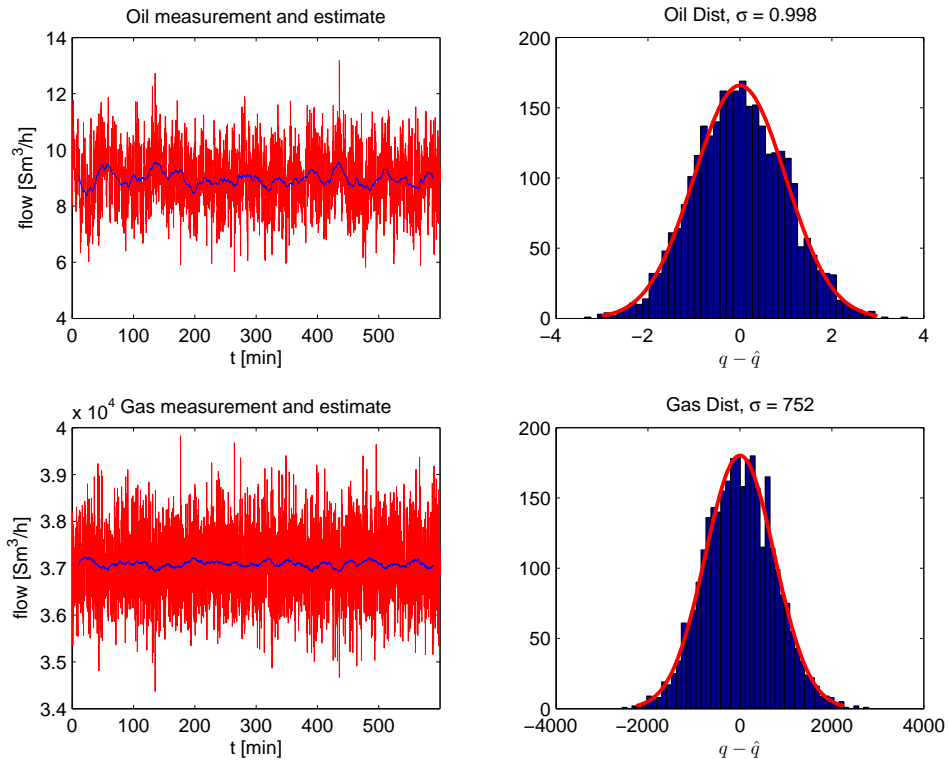 Oil measurement and estimate
14
12
10
8
6
4
flow [Sm³/h]
0 100 200 300 400 500
t [min]
Oil Dist, σ = 0.998
200
150
100
50
0
−4 −2 0 2 4
q − q̂
x 10⁴ Gas measurement and estimate
4
3.9
3.8
3.7
3.6
3.5
3.4
flow [Sm³/h]
0 100 200 300 400 500
t [min]
Gas Dist, σ = 752
200
150
100
50
0
−4000 −2000 0 2000 4000
q − q̂